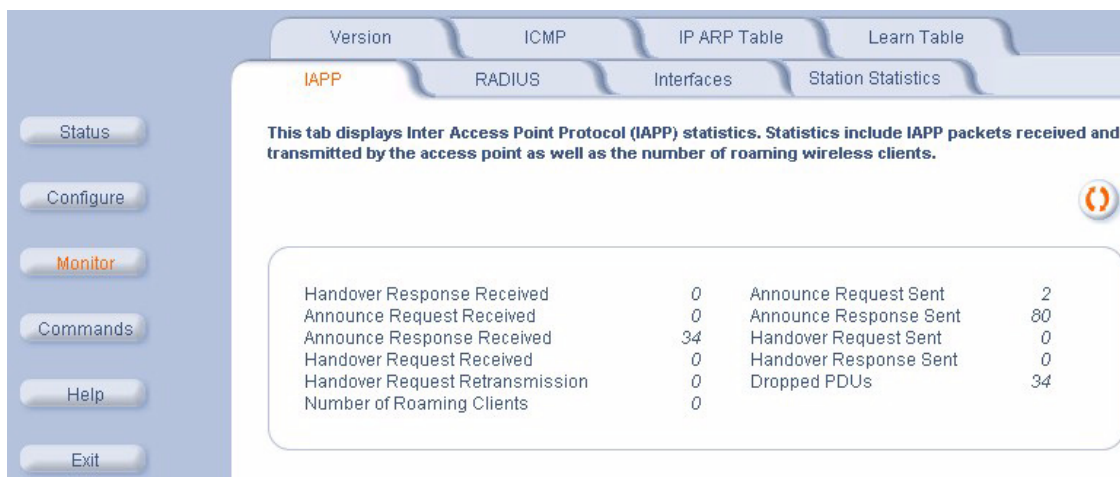 Version ICMP IP ARP Table Learn Table
IAPP RADIUS Interfaces Station Statistics
Status
Configure
Monitor
Commands
Help
Exit
This tab displays Inter Access Point Protocol (IAPP) statistics. Statistics include IAPP packets received and
transmitted by the access point as well as the number of roaming wireless clients.
Handover Response Received 0 Announce Request Sent 2
Announce Request Received 0 Announce Response Sent 80
Announce Response Received 34 Handover Request Sent 0
Handover Request Received 0 Handover Response Sent 0
Handover Request Retransmission 0 Dropped PDUs 34
Number of Roaming Clients 0